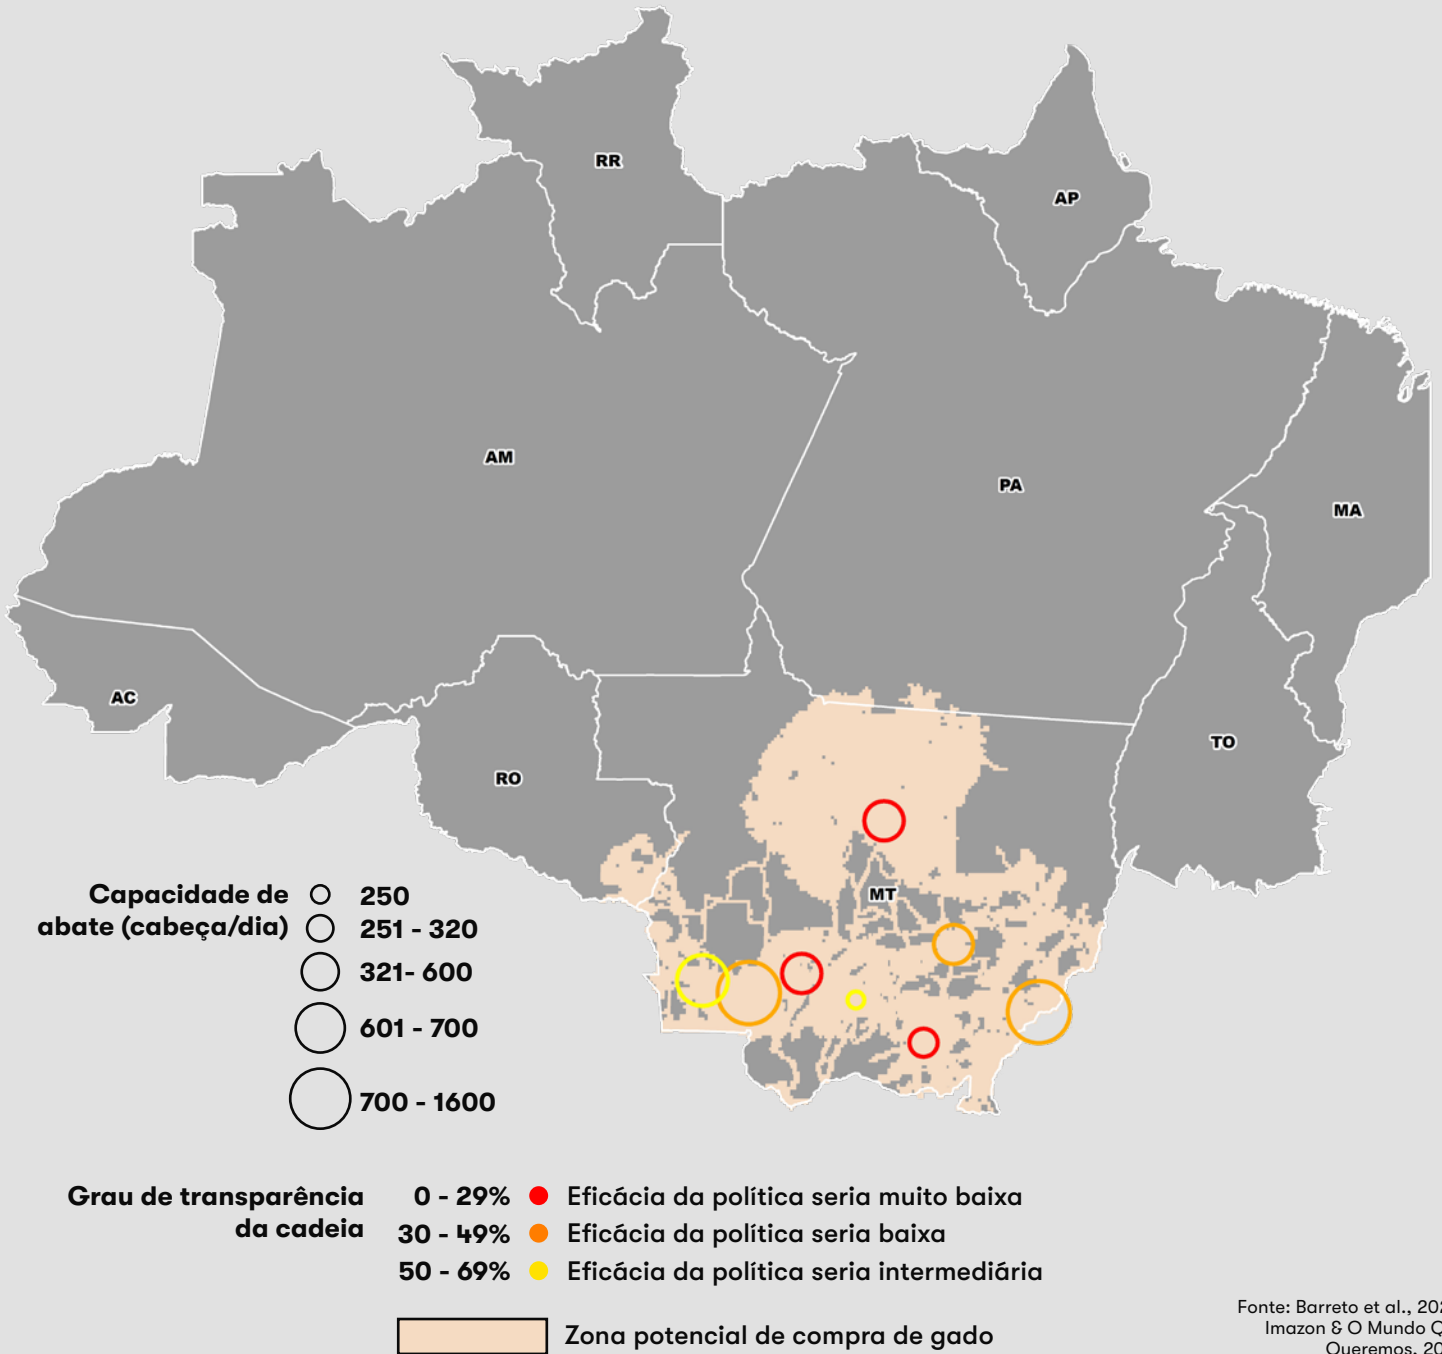 RR
AP
AM
PA
MA
AC
TO
RO
MT
Capacidade de
abate (cabeça/dia)
250
251 - 320
321- 600
601 - 700
700 - 1600
Grau de transparência
da cadeia
0 - 29% Eficácia da política seria muito baixa
30 - 49% Eficácia da política seria baixa
50 - 69% Eficácia da política seria intermediária
Zona potencial de compra de gado
Fonte: Barreto et al.,
Imazon & O Mundo
Queremos,